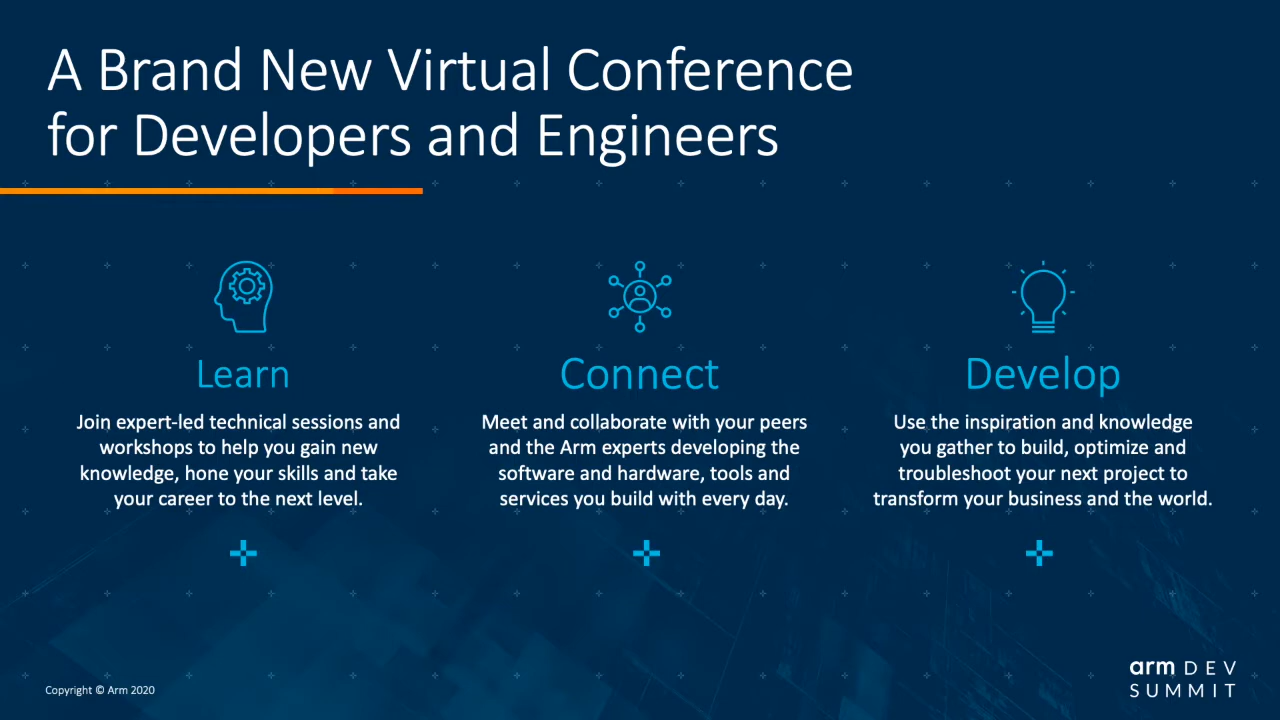 A Brand New Virtual Conference
for Developers and Engineers
Learn
Join expert-led technical sessions and
workshops to help you gain new
knowledge, hone your skills and take
your career to the next level.
Connect
Meet and collaborate with your peers
and the Arm experts developing the
software and hardware, tools and
services you build with every day.
Develop
Use the inspiration and knowledge
you gather to build, optimize and
troubleshoot your next project to
transform your business and the world.
Copyright © Arm 2020
arm DEV
SUMMIT